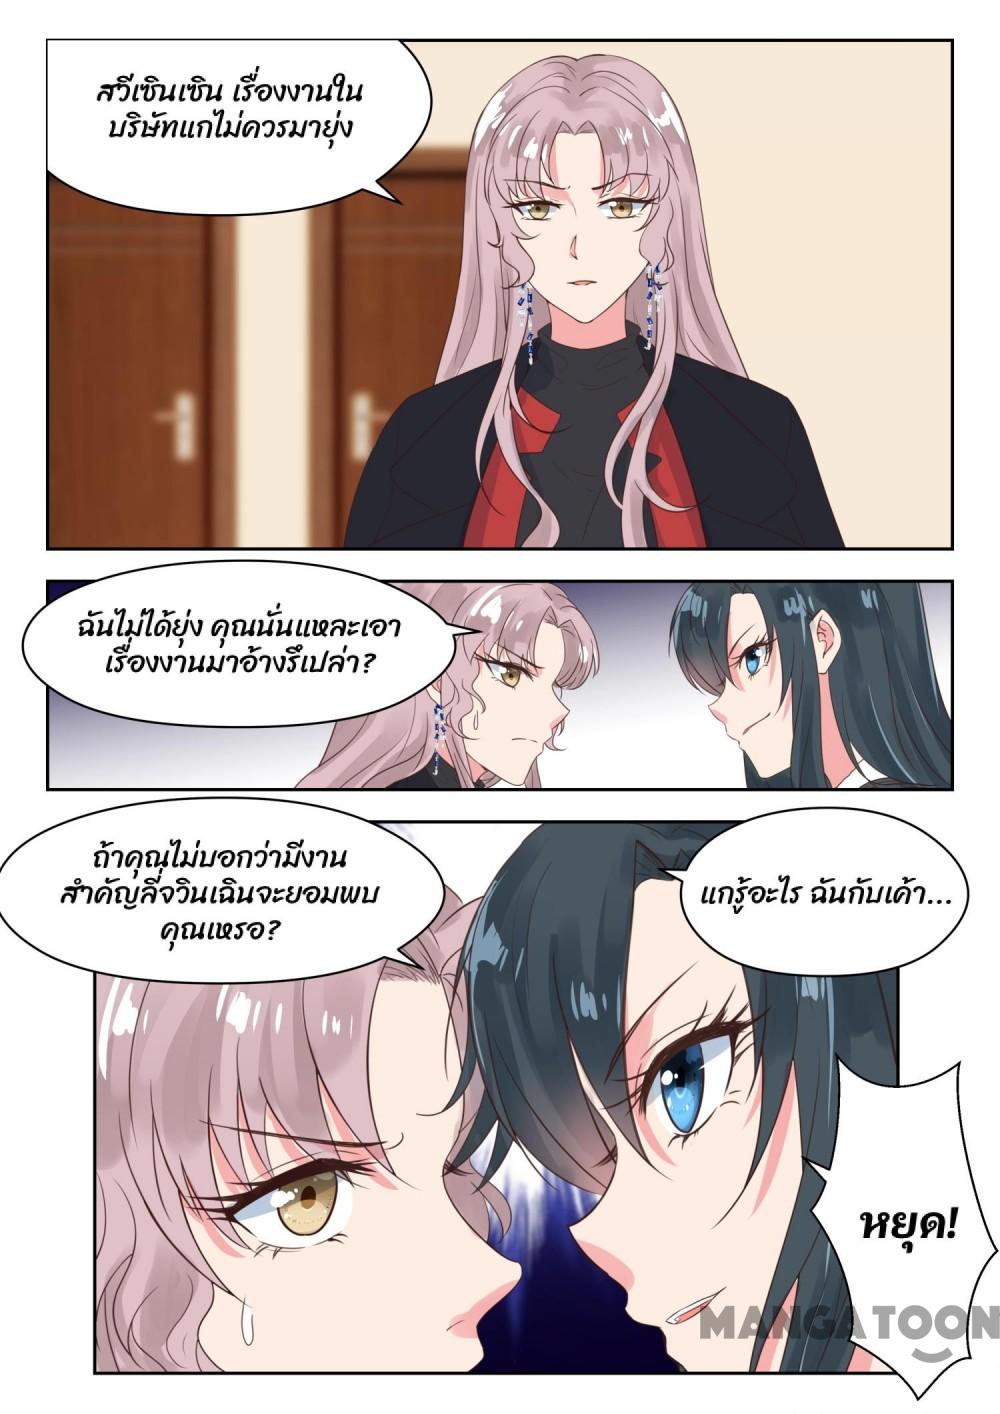 สวีเซินเซิน เรื่องงานใน
บริษัทแกไม่ควรมายุ่ง
ฉันไม่ได้ยุ่ง คุณนั่นแหละเอา
เรื่องงานมาอ้างรึเปล่า?
ถ้าคุณไม่บอกว่ามีงาน
สำคัญลี่จวินเฉินจะยอมพบ
คุณเหรอ?
แกรู้อะไร ฉันกับเค้า...
หยุด!
MANGATOON